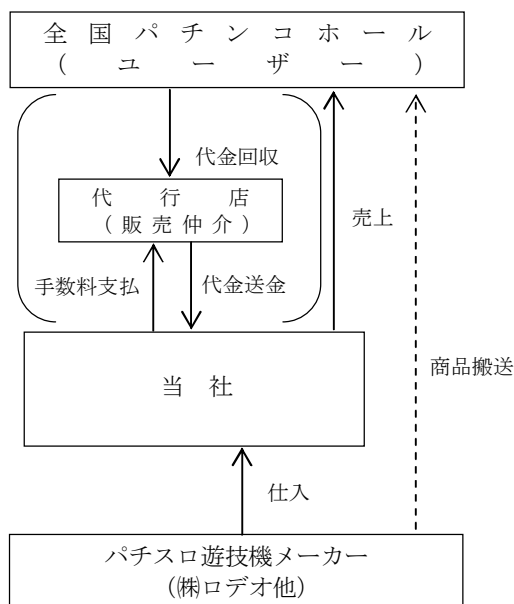 全国パチンコホール
(ユーザー)
代金回収
代行店
(販売仲介)
売上
手数料支払
代金送金
商品搬送
当社
仕入
パチスロ遊技機メーカー
(㈱ロデオ他)